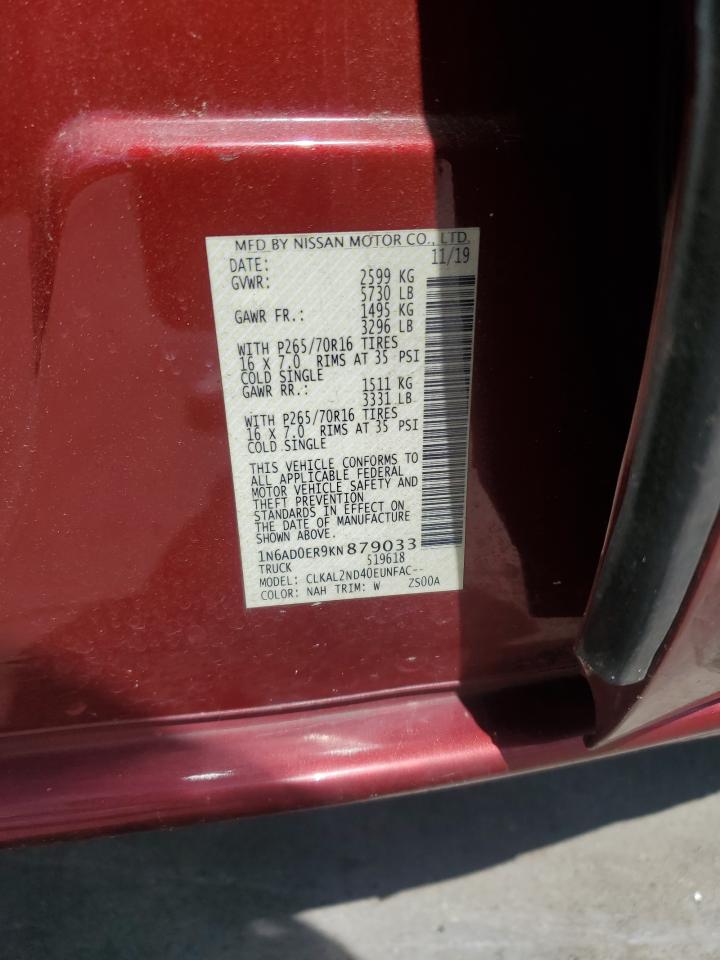 MFD BY NISSAN MOTOR CO., LTD.
DATE: 11/19
GVWR: 2599 KG
5730 LB
GAWR FR.: 1495 KG
3296 LB
WITH P265/70R16 TIRES
16 X 7.0 RIMS AT 35 PSI
COLD SINGLE
GAWR RR.: 1511 KG
3331 LB
WITH P265/70R16 TIRES
16 X 7.0 RIMS AT 35 PSI
COLD SINGLE
THIS VEHICLE CONFORMS TO
ALL APPLICABLE FEDERAL
MOTOR VEHICLE SAFETY AND
THEFT PREVENTION
STANDARDS IN EFFECT ON
THE DATE OF MANUFACTURE
SHOWN ABOVE.
1N6AD0ER9KN879033
TRUCK 519618
MODEL: CLKAL2ND40EUNFAC--
COLOR: NAH TRIM: W ZS00A